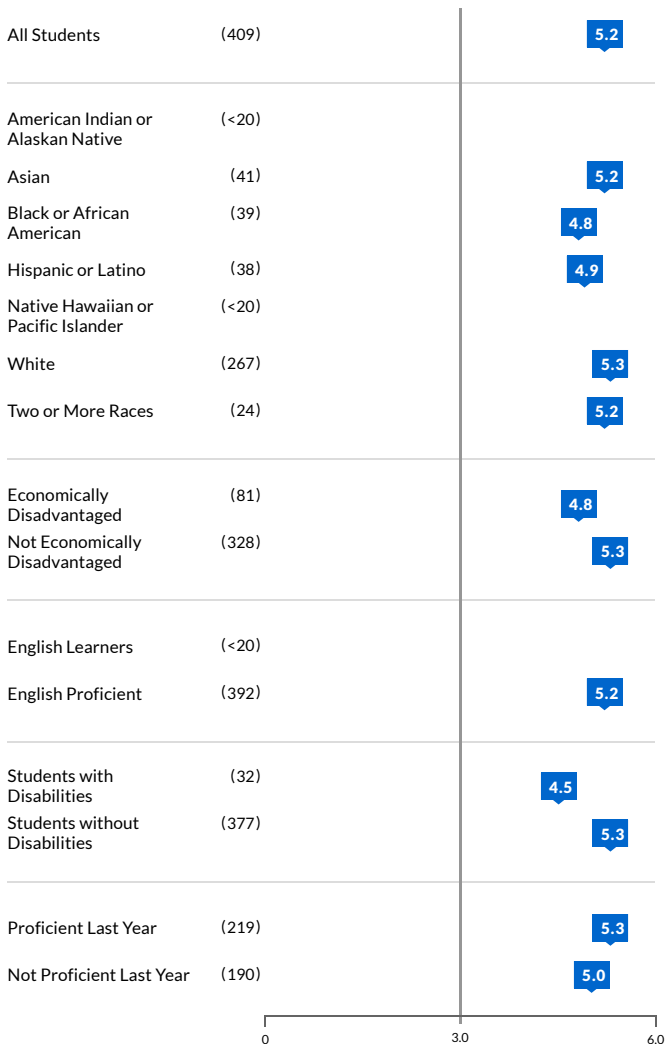 All Students (409) 5.2
American Indian or (<20)
Alaskan Native
Asian (41) 5.2
Black or African (39) 4.8
American
Hispanic or Latino (38) 4.9
Native Hawaiian or (<20)
Pacific Islander
White (267) 5.3
Two or More Races (24) 5.2
Economically (81) 4.8
Disadvantaged
Not Economically (328) 5.3
Disadvantaged
English Learners (<20)
English Proficient (392) 5.2
Students with (32) 4.5
Disabilities
Students without (377) 5.3
Disabilities
Proficient Last Year (219) 5.3
Not Proficient Last Year (190) 5.0
0 3.0 6.0